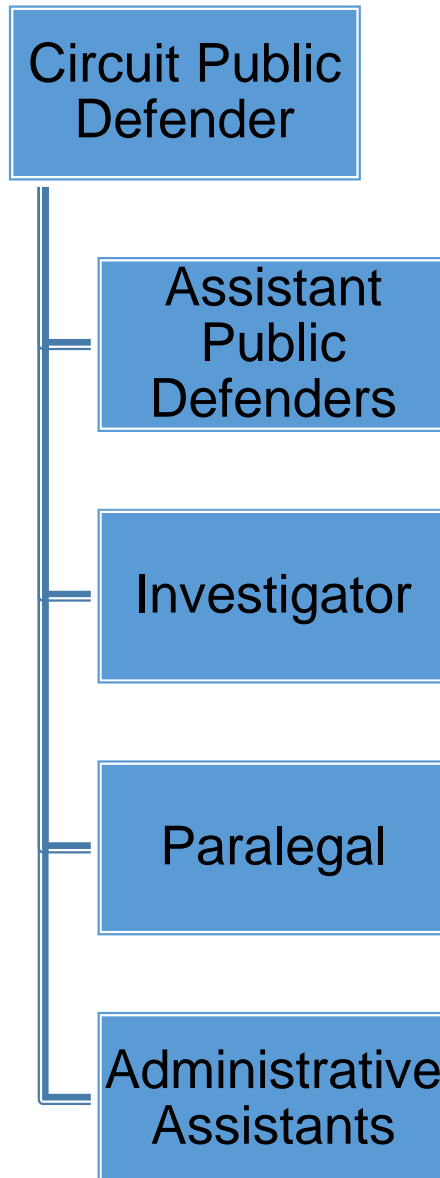 Circuit Public
Defender
Assistant
Public
Defenders
Investigator
Paralegal
Administrative
Assistants